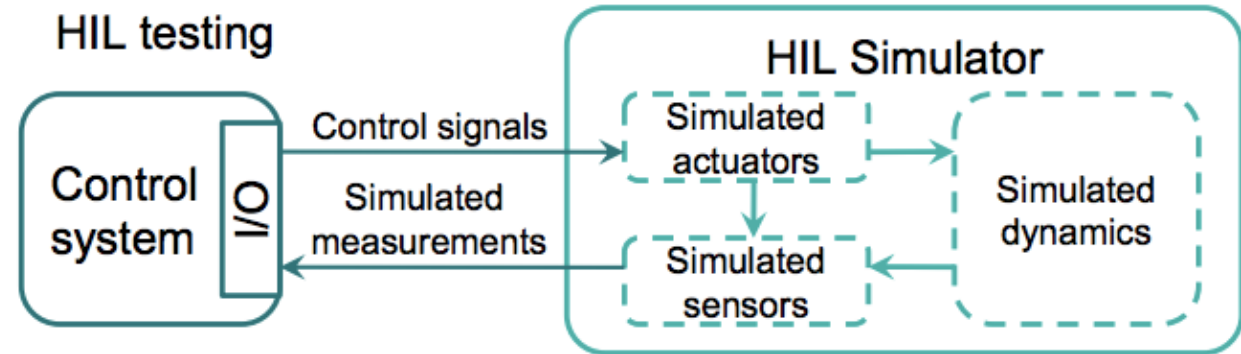 HIL testing
HIL Simulator
Control
system
I/O
Control signals
Simulated
measurements
Simulated
actuators
Simulated
sensors
Simulated
dynamics